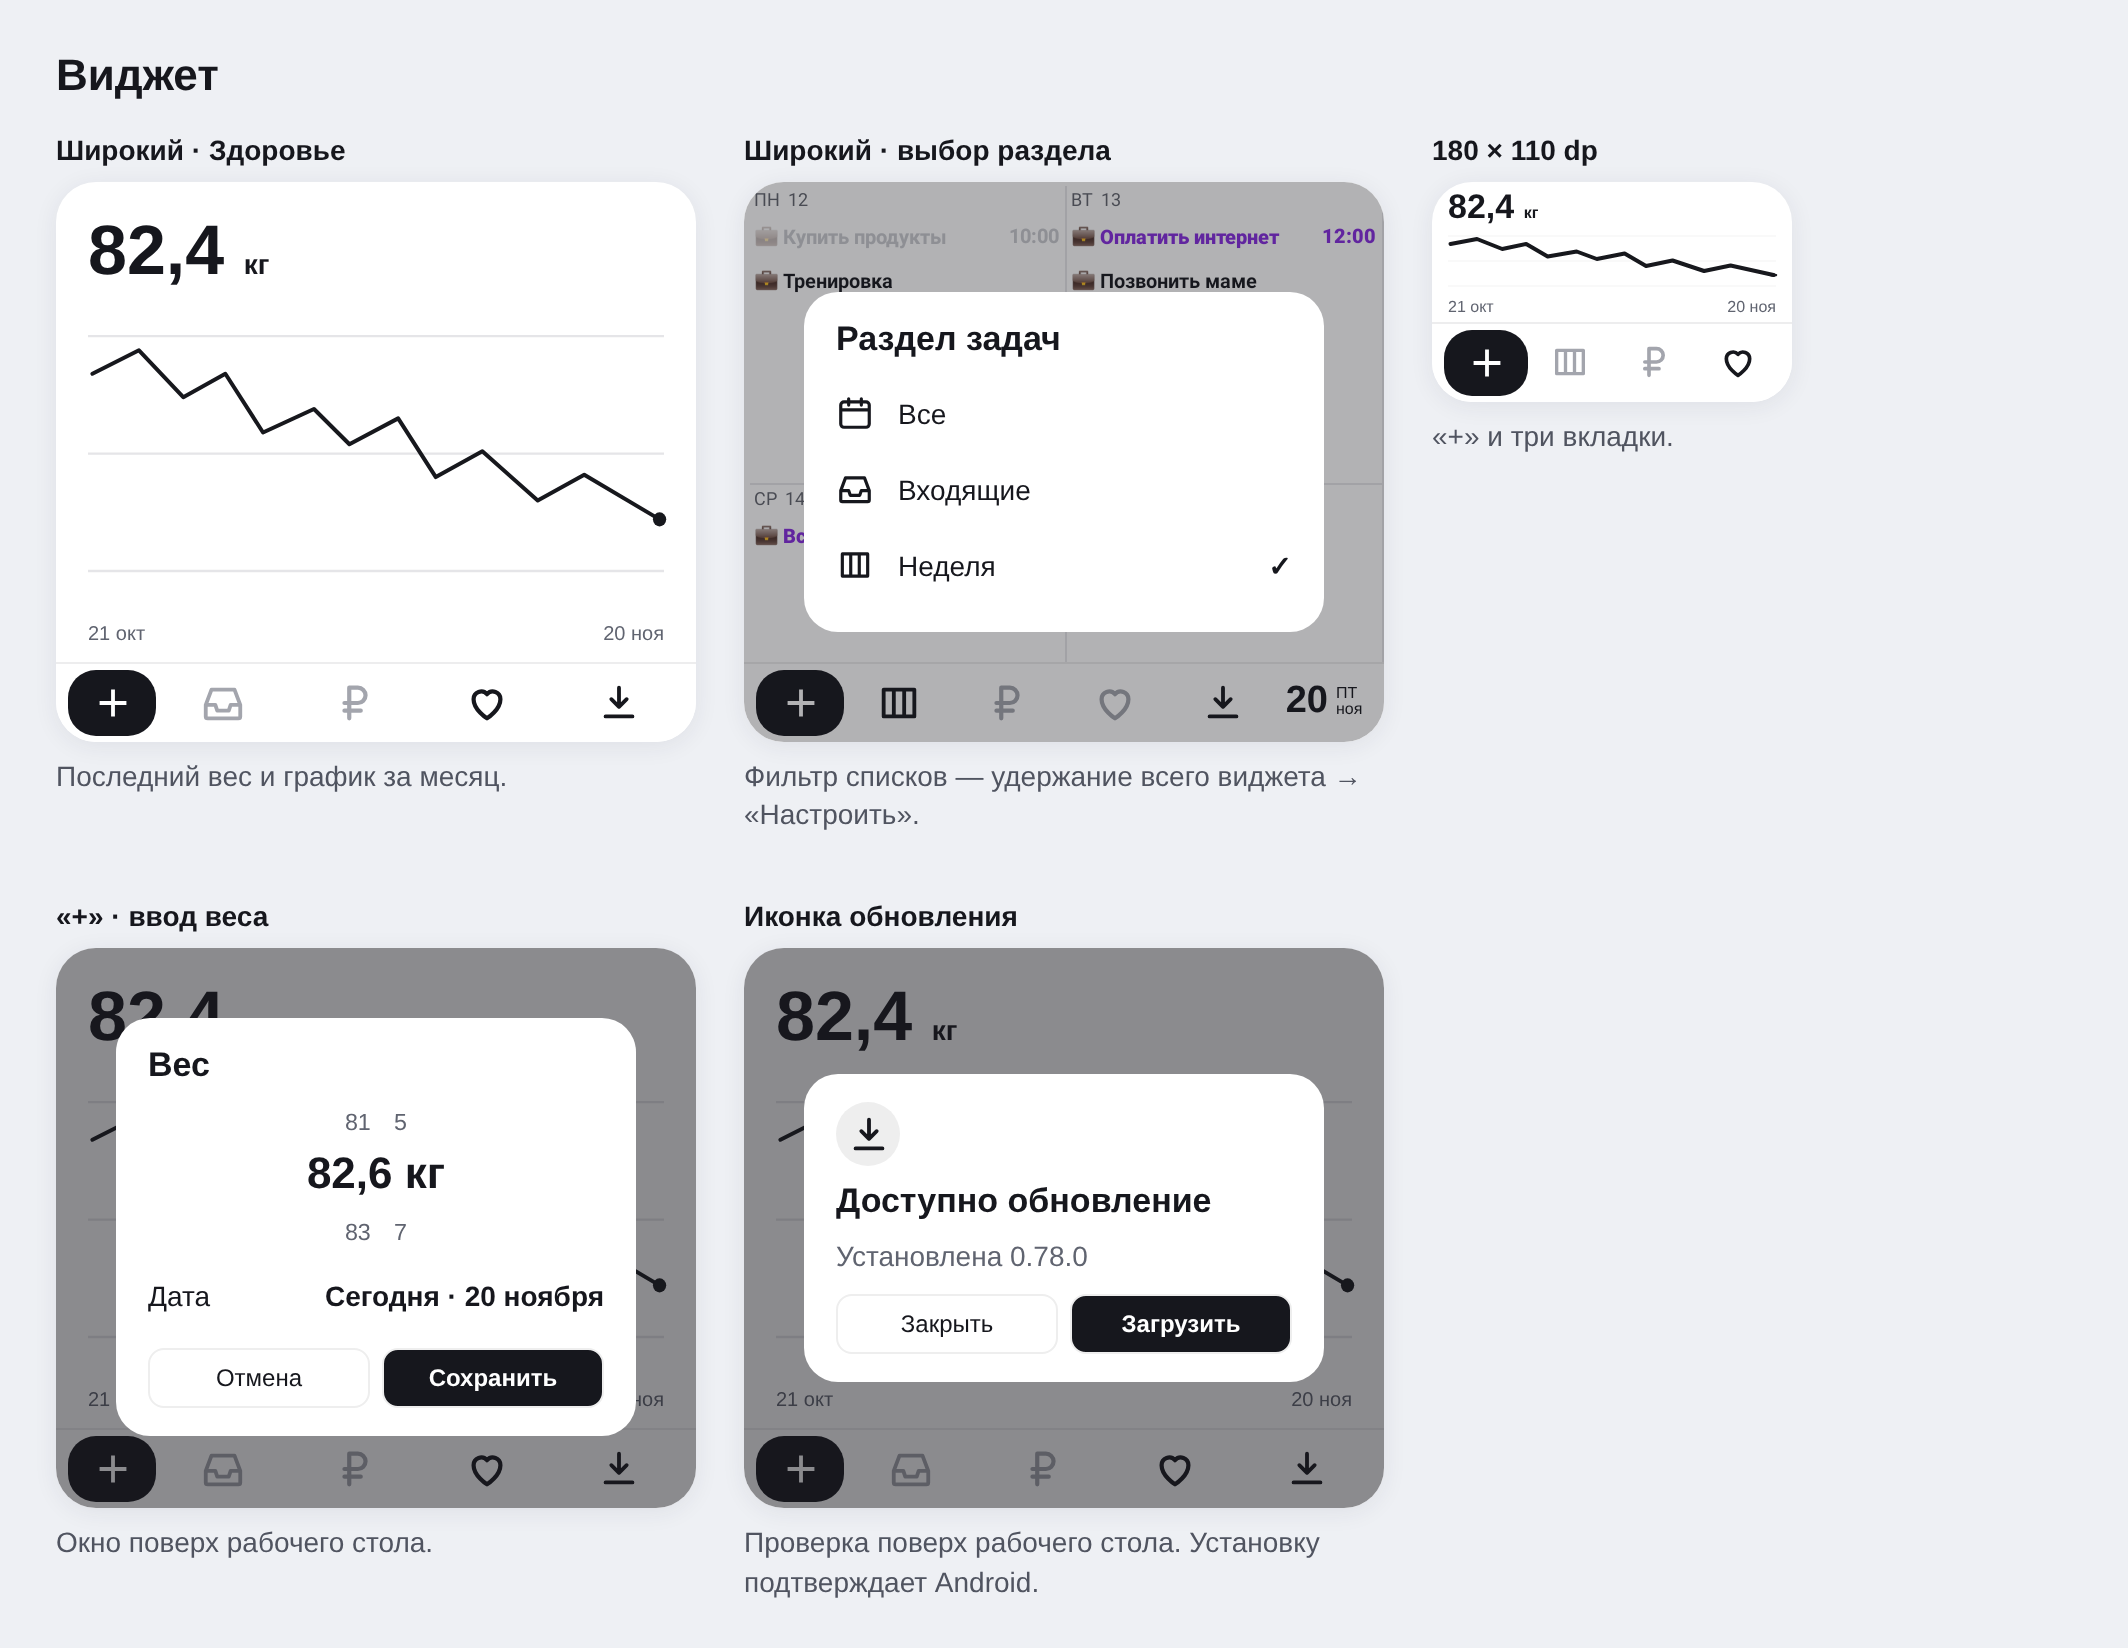 Виджет
Широкий · Здоровье
82,4 кг
21 окт 20 ноя
Последний вес и график за месяц.
Широкий · выбор раздела
ПН 12 ВТ 13
Купить продукты 10:00 Оплатить интернет 12:00
Тренировка Позвонить маме
Раздел задач
Все
Входящие
СР 14
Вс
Неделя ✓
20 ПТ ноя
Фильтр списков — удержание всего виджета →
«Настроить».
180 × 110 dp
82,4 кг
21 окт 20 ноя
«+» и три вкладки.
«+» · ввод веса
82,4
Вес
81 5
82,6 кг
83 7
Дата Сегодня · 20 ноября
Отмена Сохранить
21 ноя
Окно поверх рабочего стола.
Иконка обновления
82,4 кг
Доступно обновление
Установлена 0.78.0
Закрыть Загрузить
21 окт 20 ноя
Проверка поверх рабочего стола. Установку
подтверждает Android.